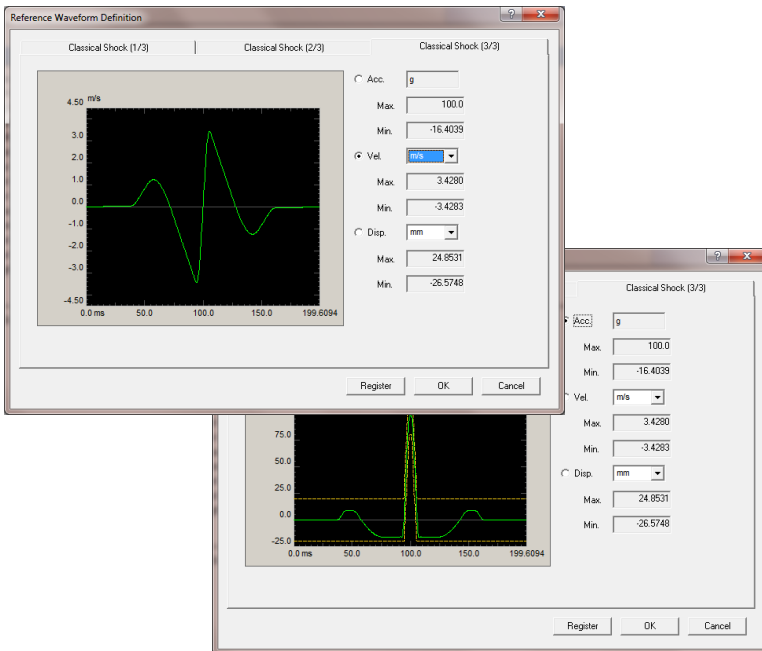 Reference Waveform Definition
?
x
Classical Shock (1/3)
Classical Shock (2/3)
Classical Shock (3/3)
4.50 m/s
3.0
2.0
1.0
0.0
-1.0
-2.0
-3.0
-4.50
0.0 ms 50.0 100.0 150.0 199.6094
Acc. g
Max. 100.0
Min. -16.4039
Vel. m/s
Max. 3.4280
Min. -3.4283
Disp. mm
Max. 24.8531
Min. -26.5748
Register OK Cancel
?
x
Classical Shock (3/3)
Acc. g
Max. 100.0
Min. -16.4039
Vel. m/s
Max. 3.4280
Min. -3.4283
Disp. mm
Max. 24.8531
Min. -26.5748
75.0
50.0
25.0
0.0
-25.0
0.0 ms 50.0 100.0 150.0 199.6094
Register OK Cancel